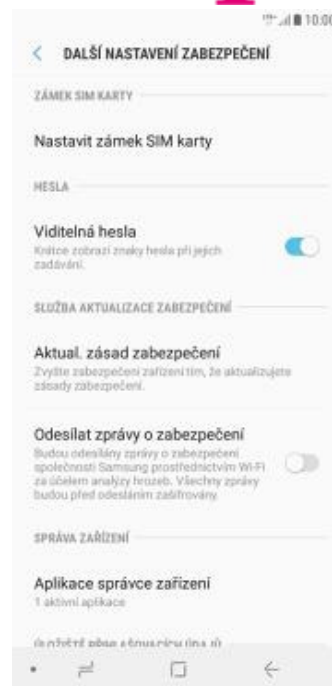 10:00
DALŠÍ NASTAVENÍ ZABEZPEČENÍ
ZÁMEK SIM KARTY
Nastavit zámek SIM karty
HESLA
Viditelná hesla
Krátce zobrazí znaky hesla při jejich
zadávání.
SLUŽBA AKTUALIZACE ZABEZPEČENÍ
Aktual. zásad zabezpečení
Zvyšte zabezpečení zařízení tím, že aktualizujete
zásady zabezpečení.
Odesílat zprávy o zabezpečení
Budou odesílány zprávy o zabezpečení
společnosti Samsung prostřednictvím Wi-Fi
za účelem analýzy hrozeb. Všechny zprávy
budou před odesláním zašifrovány.
SPRÁVA ZAŘÍZENÍ
Aplikace správce zařízení
1 aktivní aplikace